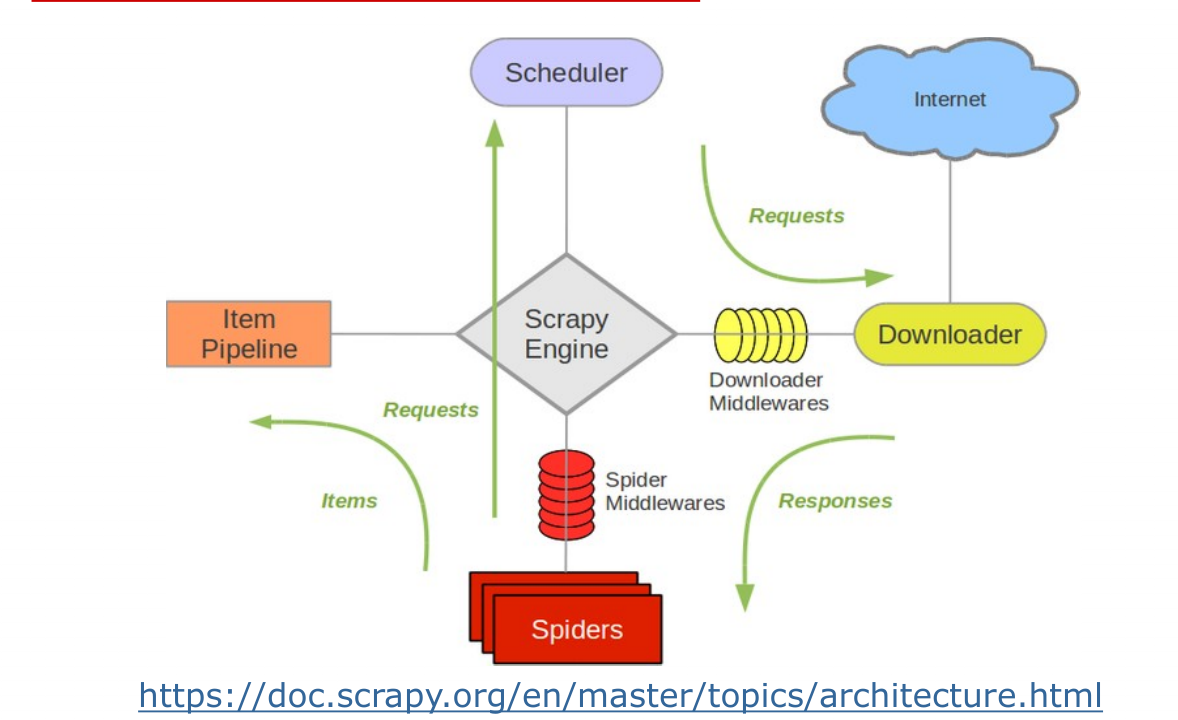 Scheduler
Internet
Requests
Item
Pipeline
Scrapy
Engine
Downloader
Downloader
Middlewares
Requests
Items
Spider
Middlewares
Responses
Spiders
https://doc.scrapy.org/en/master/topics/architecture.html